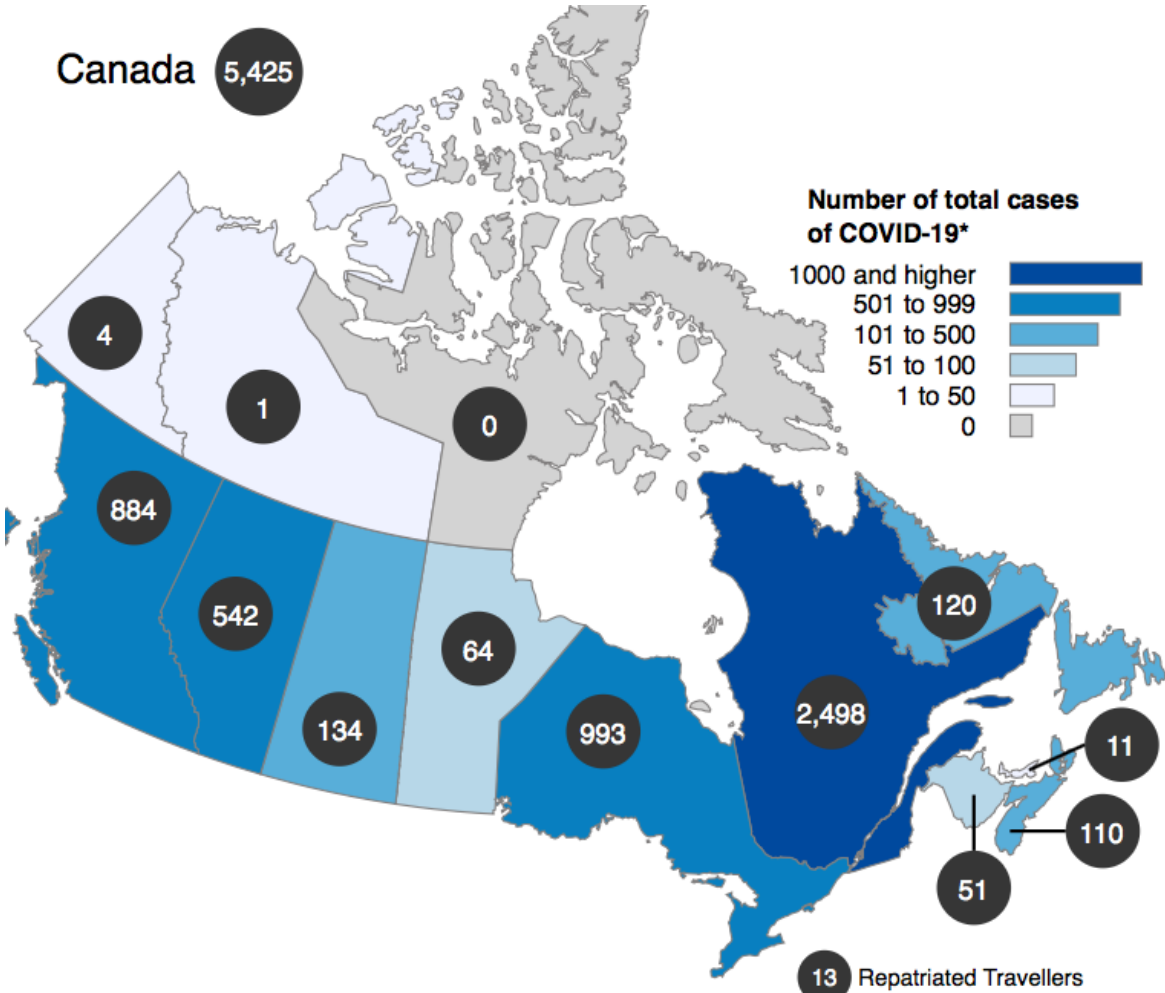 Canada 5,425
Number of total cases
of COVID-19*
1000 and higher
501 to 999
101 to 500
51 to 100
1 to 50
0
4
1
0
884
542
134
64
993
2,498
120
11
110
51
13 Repatriated Travellers